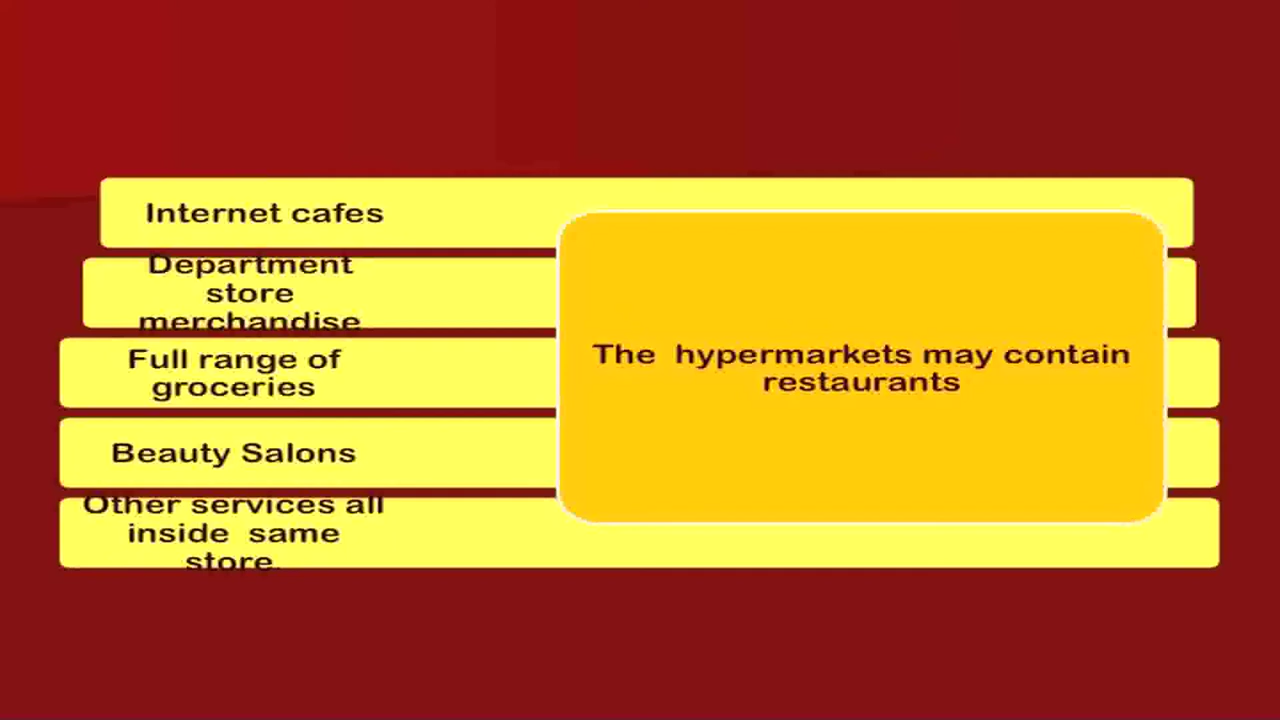 Internet cafes
Department
store
merchandise
Full range of
groceries
Beauty Salons
Other services all
inside same
store.
The hypermarkets may contain
restaurants